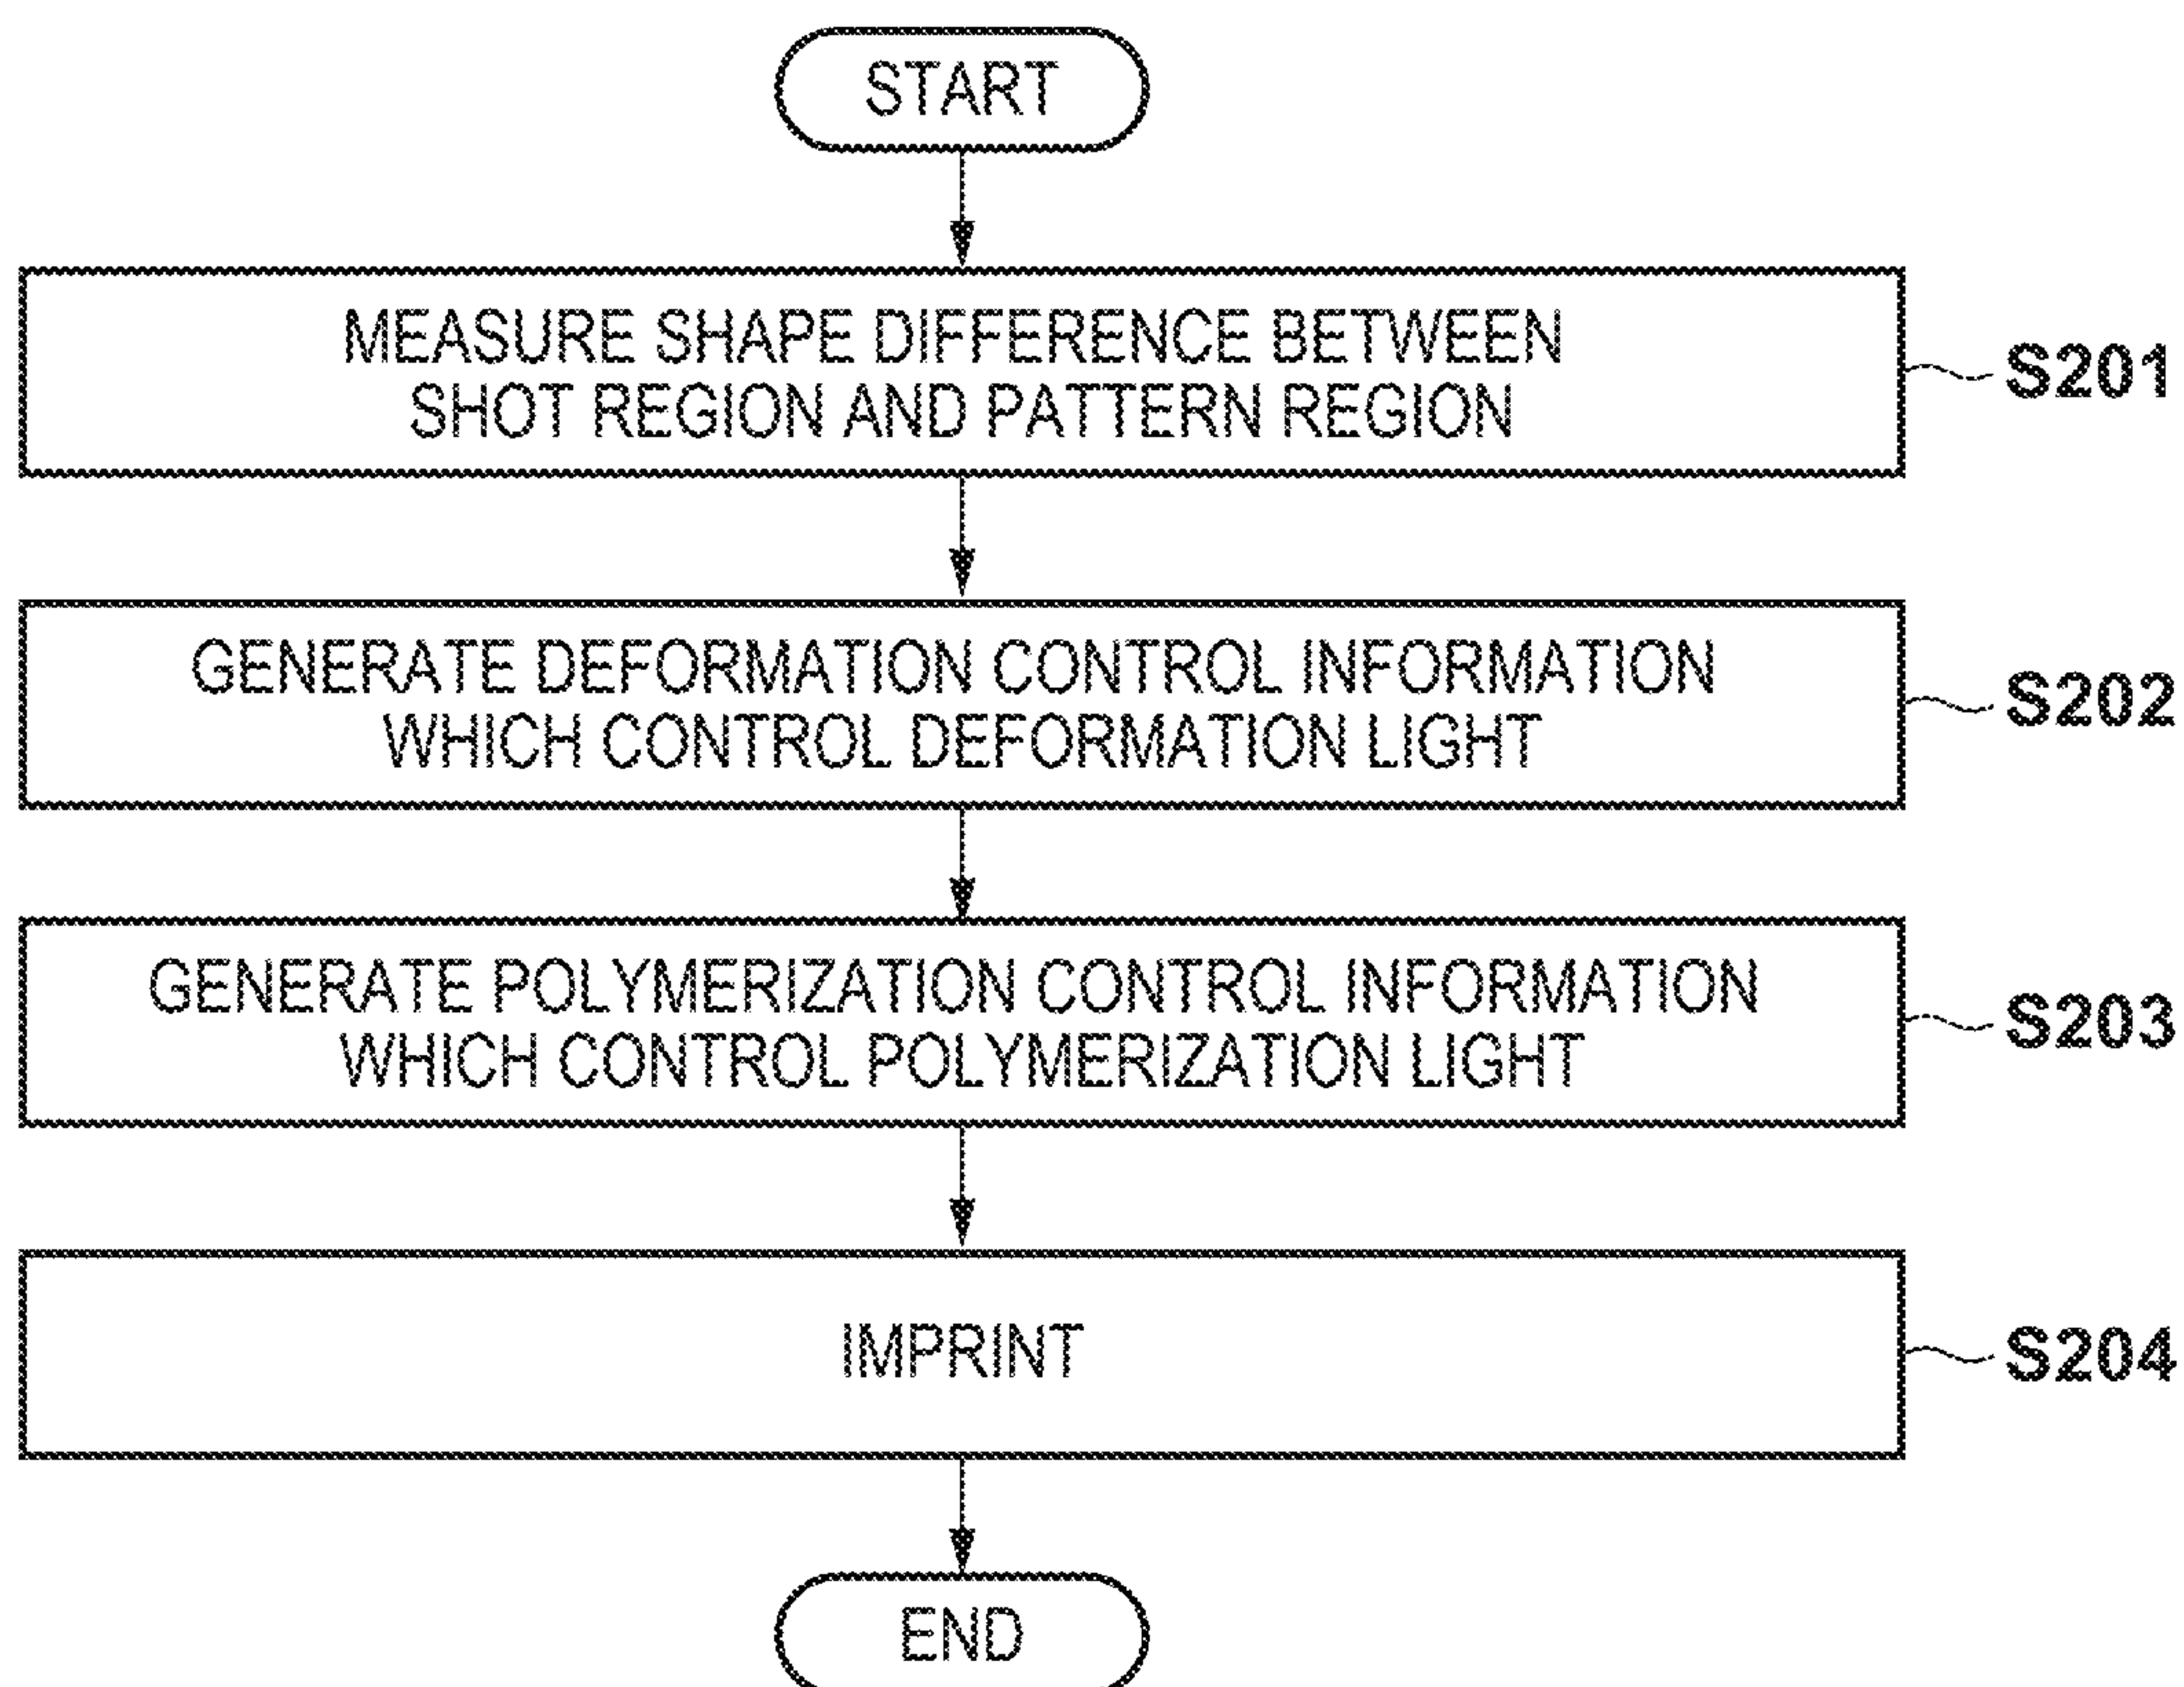 START
MEASURE SHAPE DIFFERENCE BETWEEN
SHOT REGION AND PATTERN REGION
S201
GENERATE DEFORMATION CONTROL INFORMATION
WHICH CONTROL DEFORMATION LIGHT
S202
GENERATE POLYMERIZATION CONTROL INFORMATION
WHICH CONTROL POLYMERIZATION LIGHT
S203
IMPRINT
S204
END